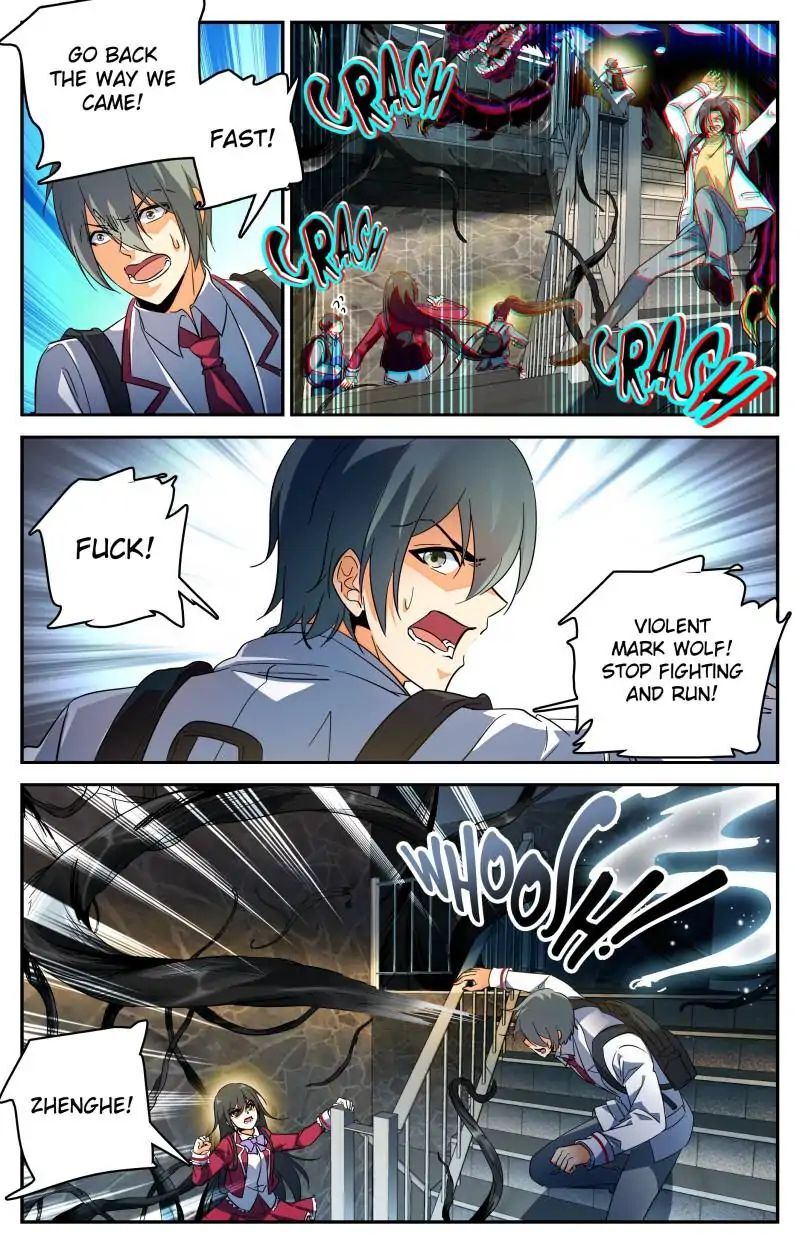 GO BACK
THE WAY WE
CAME!
FAST!
CRASH
CRASH
CRASH
FUCK!
VIOLENT
MARK WOLF!
STOP FIGHTING
AND RUN!
WHOOSH!
ZHENGHE!